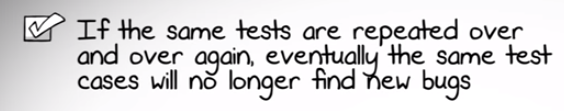 If the same tests are repeated over
and over again, eventually the same test
cases will no longer find new bugs